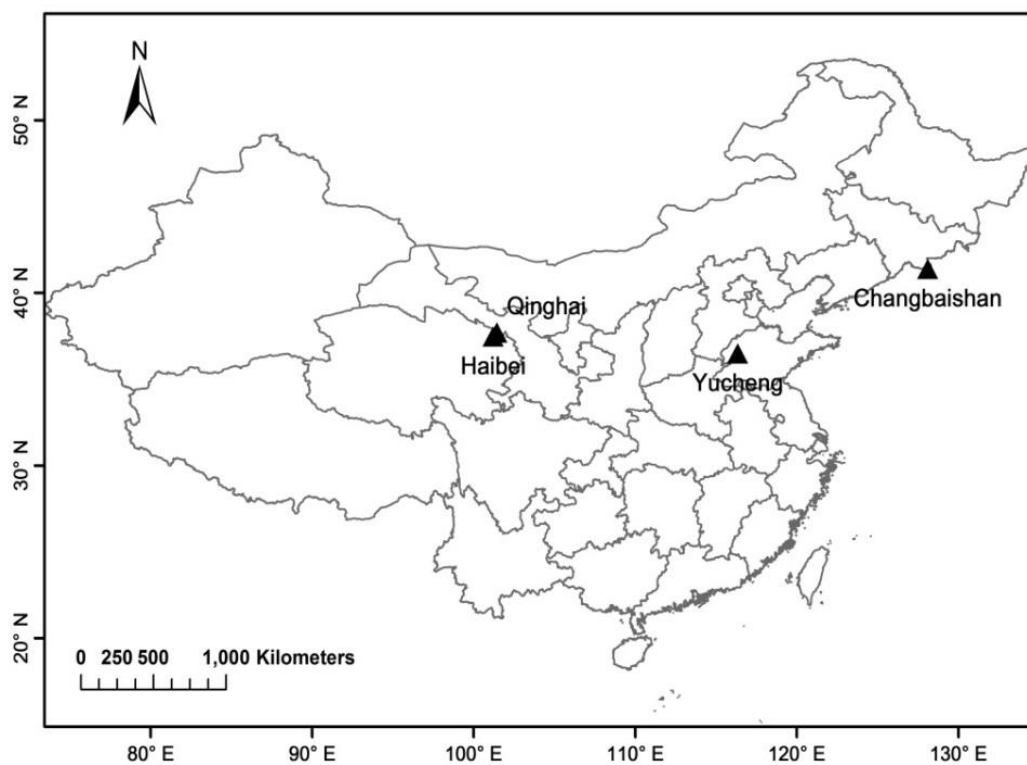 N
50° N
40° N
30° N
20° N
Qinghai
Haibei
Changbaishan
Yucheng
0 250 500 1,000 Kilometers
80° E 90° E 100° E 110° E 120° E 130° E